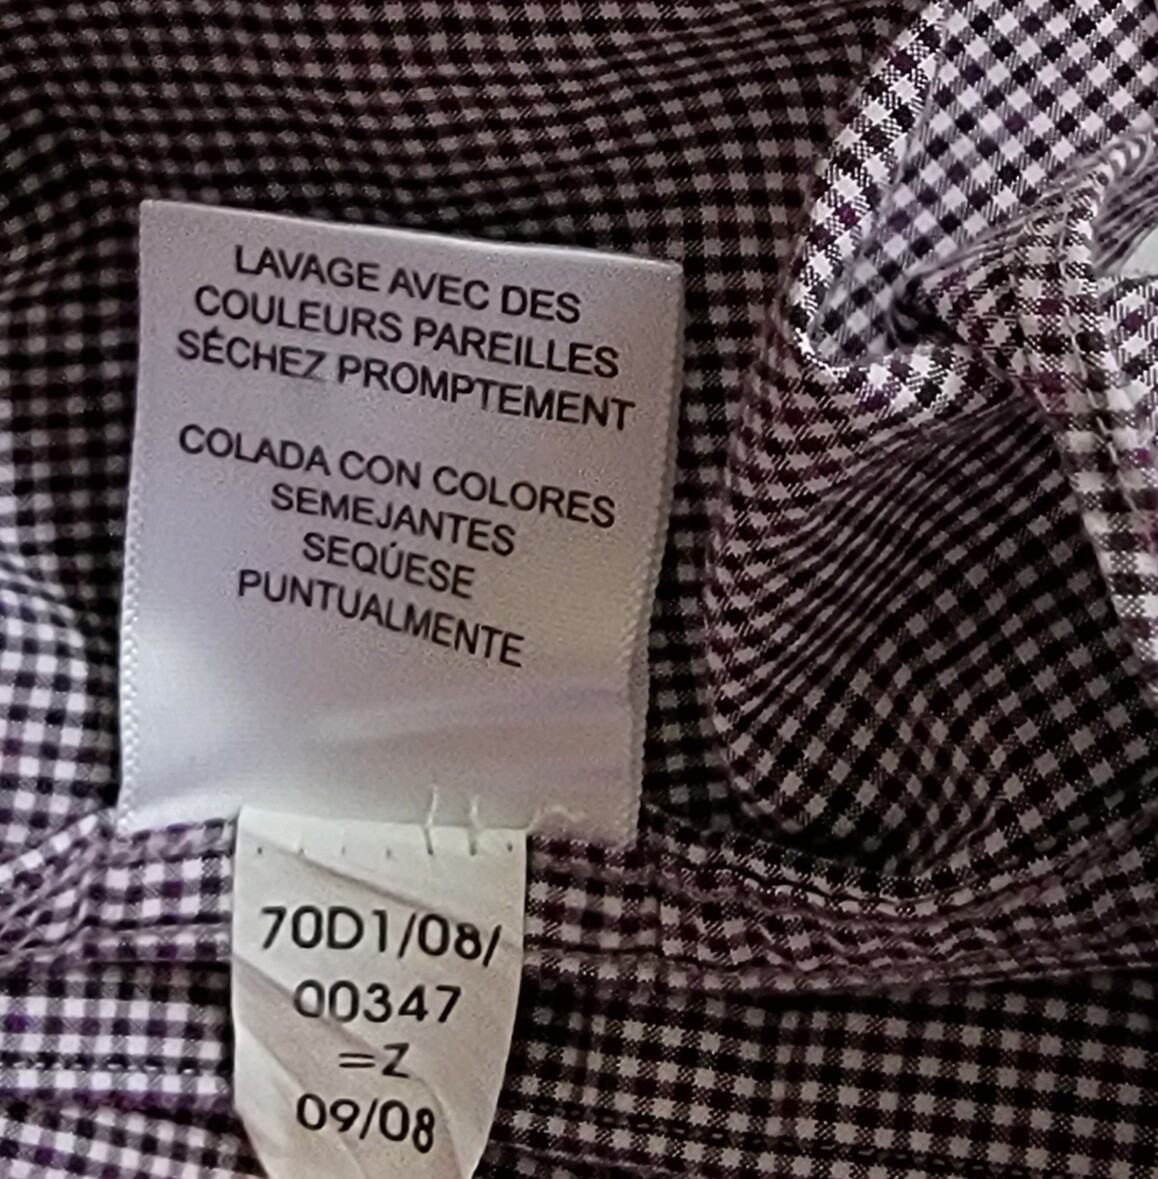 LAVAGE AVEC DES
COULEURS PAREILLES
SÉCHEZ PROMPTEMENT
COLADA CON COLORES
SEMEJANTES
SEQÚESE
PUNTUALMENTE
70D1/08/
00347
=Z
09/08